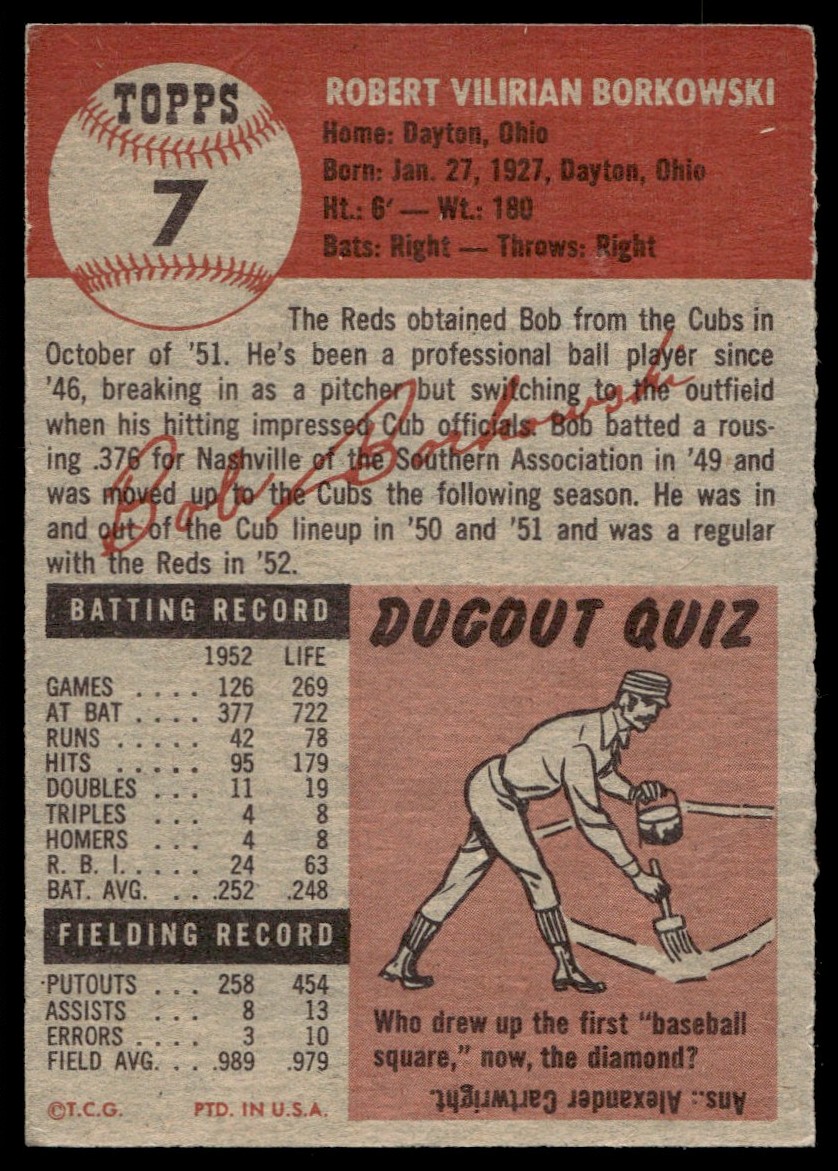 TOPPS
7
ROBERT VILIRIAN BORKOWSKI
Home: Dayton, Ohio
Born: Jan. 27, 1927, Dayton, Ohio
Ht.: 6' — Wt.: 180
Bats: Right — Throws: Right
The Reds obtained Bob from the Cubs in
October of '51. He's been a professional ball player since
'46, breaking in as a pitcher but switching to the outfield
when his hitting impressed Cub officials. Bob batted a rous-
ing .376 for Nashville of the Southern Association in '49 and
was moved up to the Cubs the following season. He was in
and out of the Cub lineup in '50 and '51 and was a regular
with the Reds in '52.
Bob Borkowski
BATTING RECORD
1952 LIFE
GAMES .... 126 269
AT BAT .... 377 722
RUNS ..... 42 78
HITS ..... 95 179
DOUBLES ... 11 19
TRIPLES ... 4 8
HOMERS ... 4 8
R. B. I. .... 24 63
BAT. AVG. ... .252 .248
FIELDING RECORD
PUTOUTS ... 258 454
ASSISTS ... 8 13
ERRORS .... 3 10
FIELD AVG. ... .989 .979
©T.C.G. PTD. IN U.S.A.
DUGOUT QUIZ
Who drew up the first "baseball
square," now, the diamond?
Ans.: Alexander Cartwright.